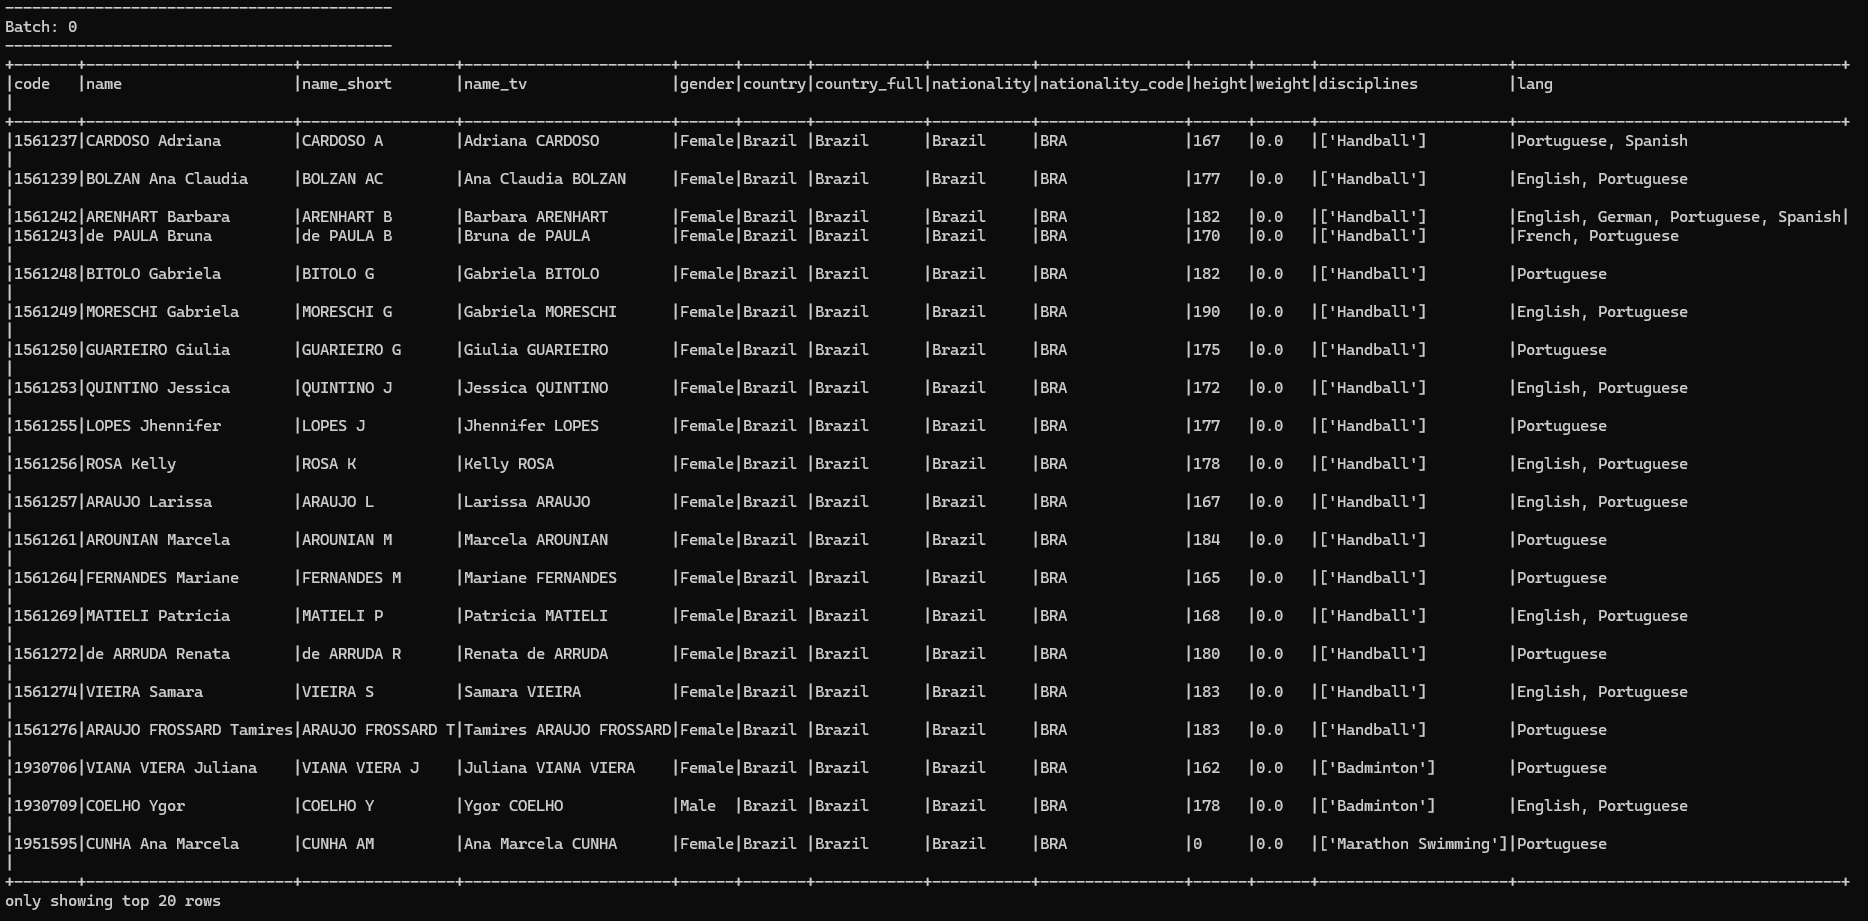 -------------------------------------------
Batch: 0
-------------------------------------------
+-------+-----------------------+-----------------+-----------------------+------+-------+------------+-----------+----------------+------+------+---------------------+------------------------------------+
|code   |name                   |name_short       |name_tv                |gender|country|country_full|nationality|nationality_code|height|weight|disciplines          |lang
|
+-------+-----------------------+-----------------+-----------------------+------+-------+------------+-----------+----------------+------+------+---------------------+------------------------------------+
|1561237|CARDOSO Adriana        |CARDOSO A        |Adriana CARDOSO        |Female|Brazil |Brazil      |Brazil     |BRA             |167   |0.0   |['Handball']         |Portuguese, Spanish
|
|1561239|BOLZAN Ana Claudia     |BOLZAN AC        |Ana Claudia BOLZAN     |Female|Brazil |Brazil      |Brazil     |BRA             |177   |0.0   |['Handball']         |English, Portuguese
|
|1561242|ARENHART Barbara       |ARENHART B       |Barbara ARENHART       |Female|Brazil |Brazil      |Brazil     |BRA             |182   |0.0   |['Handball']         |English, German, Portuguese, Spanish|
|1561243|de PAULA Bruna         |de PAULA B       |Bruna de PAULA         |Female|Brazil |Brazil      |Brazil     |BRA             |170   |0.0   |['Handball']         |French, Portuguese
|
|1561248|BITOLO Gabriela        |BITOLO G         |Gabriela BITOLO        |Female|Brazil |Brazil      |Brazil     |BRA             |182   |0.0   |['Handball']         |Portuguese
|
|1561249|MORESCHI Gabriela      |MORESCHI G       |Gabriela MORESCHI      |Female|Brazil |Brazil      |Brazil     |BRA             |190   |0.0   |['Handball']         |English, Portuguese
|
|1561250|GUARIEIRO Giulia       |GUARIEIRO G      |Giulia GUARIEIRO       |Female|Brazil |Brazil      |Brazil     |BRA             |175   |0.0   |['Handball']         |Portuguese
|
|1561253|QUINTINO Jessica       |QUINTINO J       |Jessica QUINTINO       |Female|Brazil |Brazil      |Brazil     |BRA             |172   |0.0   |['Handball']         |English, Portuguese
|
|1561255|LOPES Jhennifer        |LOPES J          |Jhennifer LOPES        |Female|Brazil |Brazil      |Brazil     |BRA             |177   |0.0   |['Handball']         |Portuguese
|
|1561256|ROSA Kelly             |ROSA K           |Kelly ROSA             |Female|Brazil |Brazil      |Brazil     |BRA             |178   |0.0   |['Handball']         |English, Portuguese
|
|1561257|ARAUJO Larissa         |ARAUJO L         |Larissa ARAUJO         |Female|Brazil |Brazil      |Brazil     |BRA             |167   |0.0   |['Handball']         |English, Portuguese
|
|1561261|AROUNIAN Marcela       |AROUNIAN M       |Marcela AROUNIAN       |Female|Brazil |Brazil      |Brazil     |BRA             |184   |0.0   |['Handball']         |Portuguese
|
|1561264|FERNANDES Mariane      |FERNANDES M      |Mariane FERNANDES      |Female|Brazil |Brazil      |Brazil     |BRA             |165   |0.0   |['Handball']         |Portuguese
|
|1561269|MATIELI Patricia       |MATIELI P        |Patricia MATIELI       |Female|Brazil |Brazil      |Brazil     |BRA             |168   |0.0   |['Handball']         |English, Portuguese
|
|1561272|de ARRUDA Renata       |de ARRUDA R      |Renata de ARRUDA       |Female|Brazil |Brazil      |Brazil     |BRA             |180   |0.0   |['Handball']         |Portuguese
|
|1561274|VIEIRA Samara          |VIEIRA S         |Samara VIEIRA          |Female|Brazil |Brazil      |Brazil     |BRA             |183   |0.0   |['Handball']         |English, Portuguese
|
|1561276|ARAUJO FROSSARD Tamires|ARAUJO FROSSARD T|Tamires ARAUJO FROSSARD|Female|Brazil |Brazil      |Brazil     |BRA             |183   |0.0   |['Handball']         |Portuguese
|
|1930706|VIANA VIERA Juliana    |VIANA VIERA J    |Juliana VIANA VIERA    |Female|Brazil |Brazil      |Brazil     |BRA             |162   |0.0   |['Badminton']        |Portuguese
|
|1930709|COELHO Ygor            |COELHO Y         |Ygor COELHO            |Male  |Brazil |Brazil      |Brazil     |BRA             |178   |0.0   |['Badminton']        |English, Portuguese
|
|1951595|CUNHA Ana Marcela      |CUNHA AM         |Ana Marcela CUNHA      |Female|Brazil |Brazil      |Brazil     |BRA             |0     |0.0   |['Marathon Swimming']|Portuguese
|
+-------+-----------------------+-----------------+-----------------------+------+-------+------------+-----------+----------------+------+------+---------------------+------------------------------------+
only showing top 20 rows